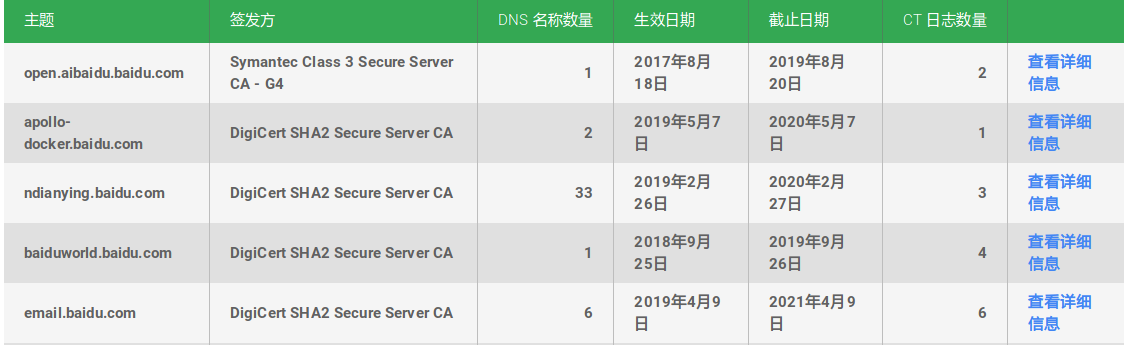 主题 签发方 DNS 名称数量 生效日期 截止日期 CT 日志数量
open.aibaidu.baidu.com Symantec Class 3 Secure Server CA - G4 1 2017年8月18日 2019年8月20日 2 查看详细信息
apollo-docker.baidu.com DigiCert SHA2 Secure Server CA 2 2019年5月7日 2020年5月7日 1 查看详细信息
ndianying.baidu.com DigiCert SHA2 Secure Server CA 33 2019年2月26日 2020年2月27日 3 查看详细信息
baiduworld.baidu.com DigiCert SHA2 Secure Server CA 1 2018年9月25日 2019年9月26日 4 查看详细信息
email.baidu.com DigiCert SHA2 Secure Server CA 6 2019年4月9日 2021年4月9日 6 查看详细信息